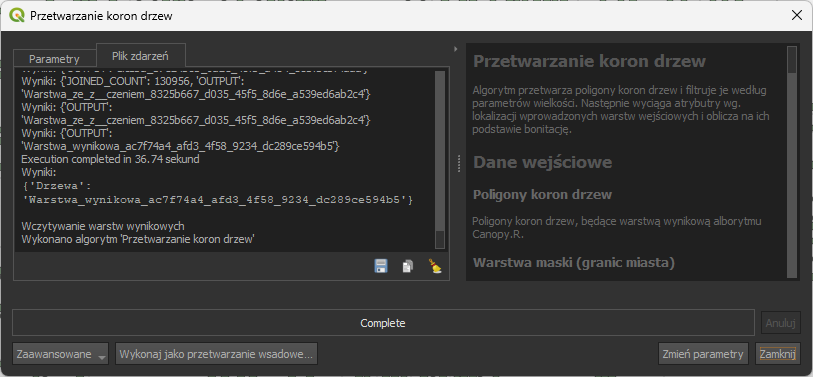 Przetwarzanie koron drzew
Parametry
Plik zdarzeń
Wyniki: {'JOINED_COUNT': 130956, 'OUTPUT':
'Warstwa_ze_z__czeniem_8325b667_d035_45f5_8d6e_a539ed6ab2c4'}
Wyniki: {'OUTPUT':
'Warstwa_ze_z__czeniem_8325b667_d035_45f5_8d6e_a539ed6ab2c4'}
Wyniki: {'OUTPUT':
'Warstwa_wynikowa_ac7f74a4_afd3_4f58_9234_dc289ce594b5'}
Execution completed in 36.74 sekund
Wyniki:
{'Drzewa':
'Warstwa_wynikowa_ac7f74a4_afd3_4f58_9234_dc289ce594b5'}
Wczytywanie warstw wynikowych
Wykonano algorytm 'Przetwarzanie koron drzew'
Przetwarzanie koron drzew
Algorytm przetwarza poligony koron drzew i filtruje je według
parametrów wielkości. Następnie wyciąga atrybutry wg.
lokalizacji wprowadzonych warstw wejściowych i oblicza na ich
podstawie bonitację.
Dane wejściowe
Poligony koron drzew
Poligony koron drzew, będące warstwą wynikową alborytmu
Canopy.R.
Warstwa maski (granic miasta)
Complete
Anuluj
Zaawansowane
Wykonaj jako przetwarzanie wsadowe...
Zmień parametry
Zamknij